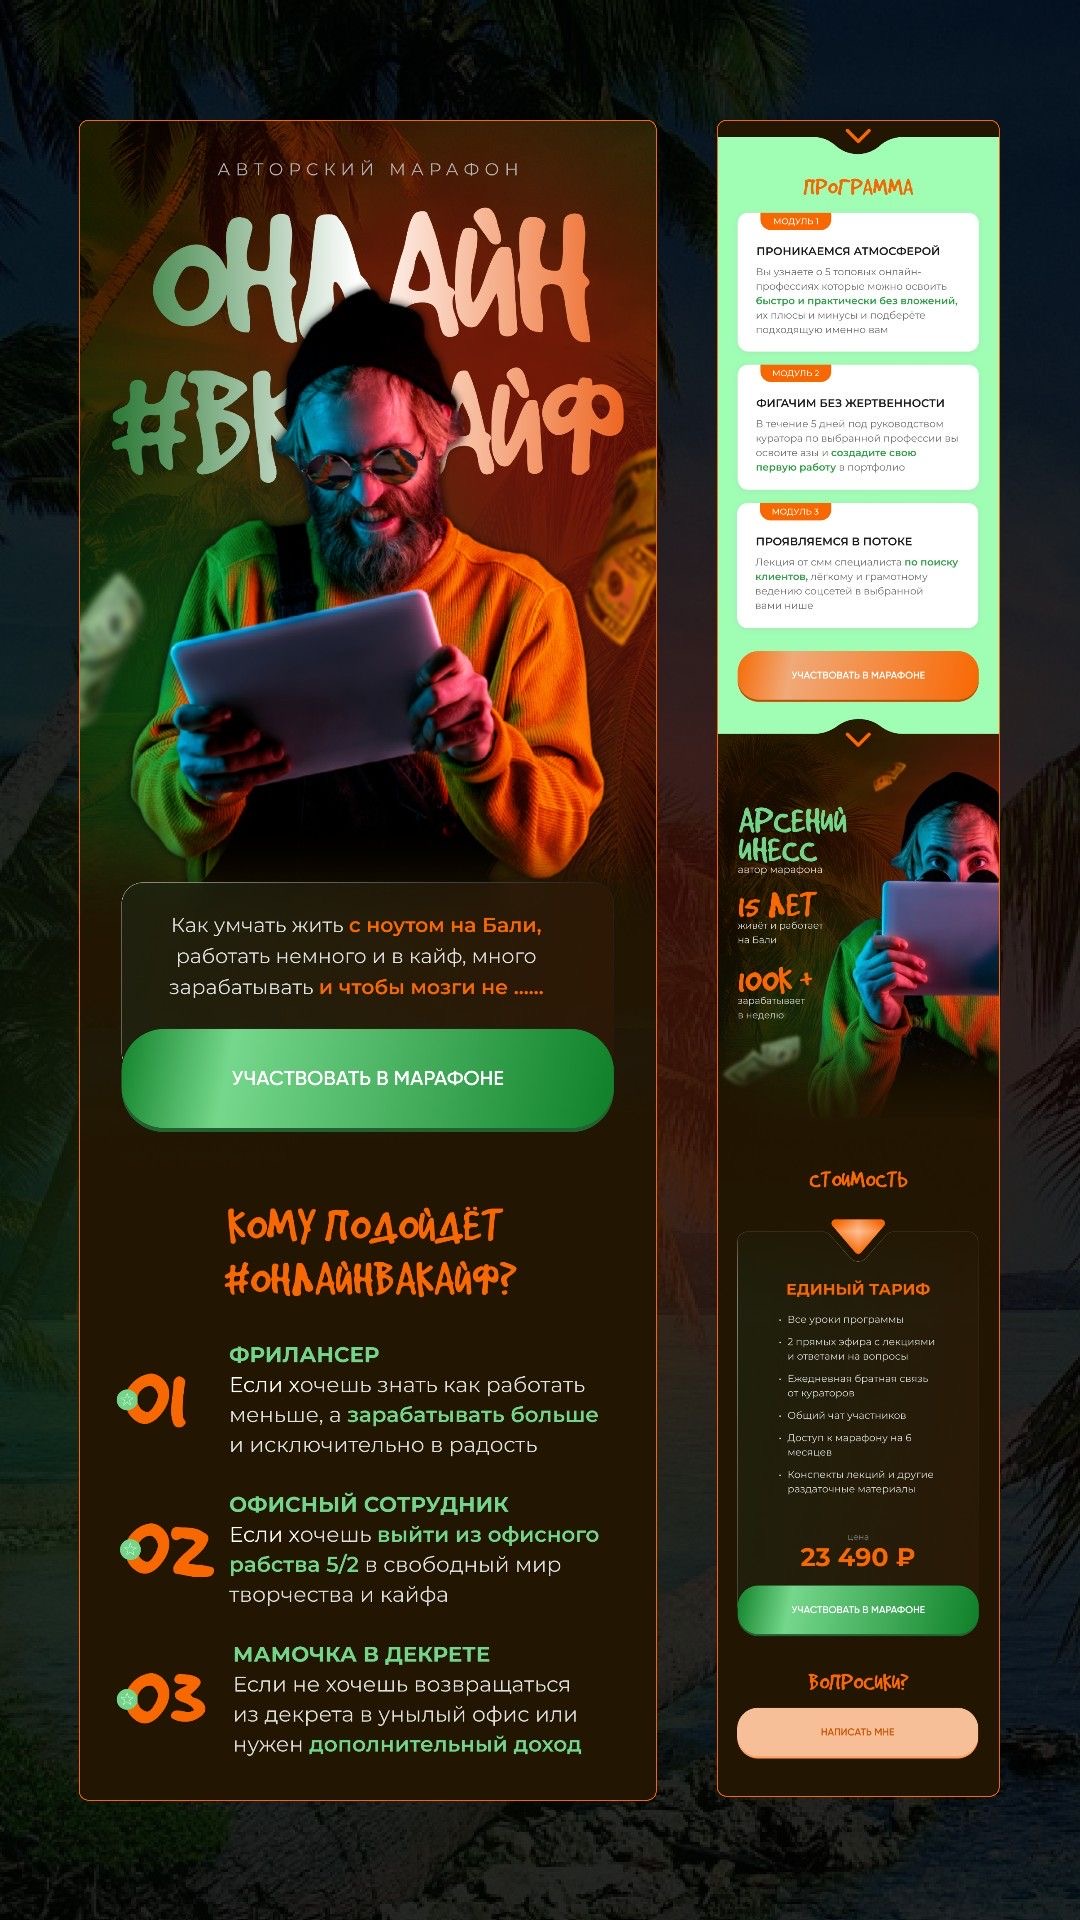 АВТОРСКИЙ МАРАФОН
ОНЛАЙН
#ВК АЙФ
Как умчать жить с ноутом на Бали,
работать немного и в кайф, много
зарабатывать и чтобы мозги не ......
УЧАСТВОВАТЬ В МАРАФОНЕ
КОМУ ПОДОЙДЁТ
#ОНЛАЙНВАКАЙФ?
01
ФРИЛАНСЕР
Если хочешь знать как работать
меньше, а зарабатывать больше
и исключительно в радость
02
ОФИСНЫЙ СОТРУДНИК
Если хочешь выйти из офисного
рабства 5/2 в свободный мир
творчества и кайфа
03
МАМОЧКА В ДЕКРЕТЕ
Если не хочешь возвращаться
из декрета в унылый офис или
нужен дополнительный доход
ПРОГРАММА
МОДУЛЬ 1
ПРОНИКАЕМСЯ АТМОСФЕРОЙ
Вы узнаете о 5 топовых онлайн-
профессиях которые можно освоить
быстро и практически без вложений,
их плюсы и минусы и подберёте
подходящую именно вам
МОДУЛЬ 2
ФИГАЧИМ БЕЗ ЖЕРТВЕННОСТИ
В течение 5 дней под руководством
куратора по выбранной профессии вы
освоите азы и создадите свою
первую работу в портфолио
МОДУЛЬ 3
ПРОЯВЛЯЕМСЯ В ПОТОКЕ
Лекция от смм специалиста по поиску
клиентов, лёгкому и грамотному
ведению соцсетей в выбранной
вами нише
УЧАСТВОВАТЬ В МАРАФОНЕ
АРСЕНИЙ
ИНЕСС
автор марафона
15 ЛЕТ
живёт и работает
на Бали
100К +
зарабатывает
в неделю
СТОИМОСТЬ
ЕДИНЫЙ ТАРИФ
• Все уроки программы
• 2 прямых эфира с лекциями
и ответами на вопросы
• Ежедневная братная связь
от кураторов
• Общий чат участников
• Доступ к марафону на 6
месяцев
• Конспекты лекций и другие
раздаточные материалы
цена
23 490 ₽
УЧАСТВОВАТЬ В МАРАФОНЕ
ВОПРОСИКИ?
НАПИСАТЬ МНЕ